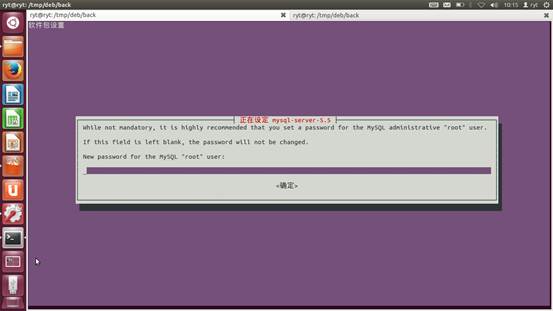 ryt@ryt: /tmp/deb/back
10:15 ryt
ryt@ryt: /tmp/deb/back
ryt@ryt: /tmp/deb/back
软件包设置
正在设定 mysql-server-5.5
While not mandatory, it is highly recommended that you set a password for the MySQL administrative "root" user.
If this field is left blank, the password will not be changed.
New password for the MySQL "root" user:
<确定>